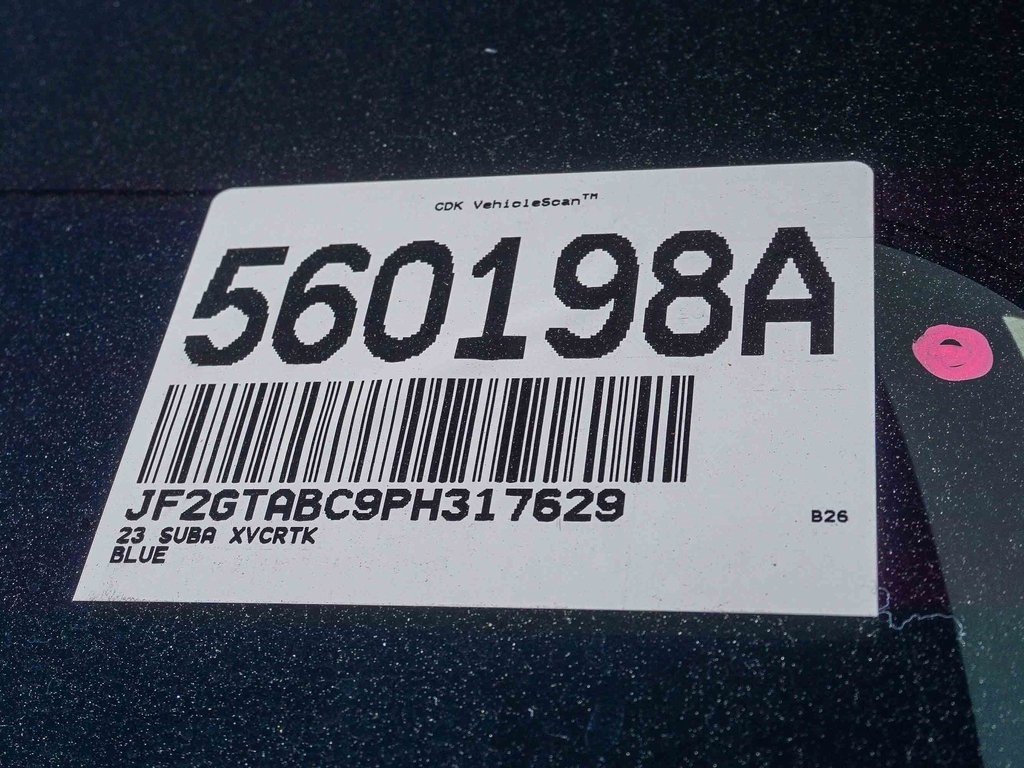 CDK VehicleScan™
560198A
JF2GTABC9PH317629
23 SUBA XVCRTK
BLUE
B26